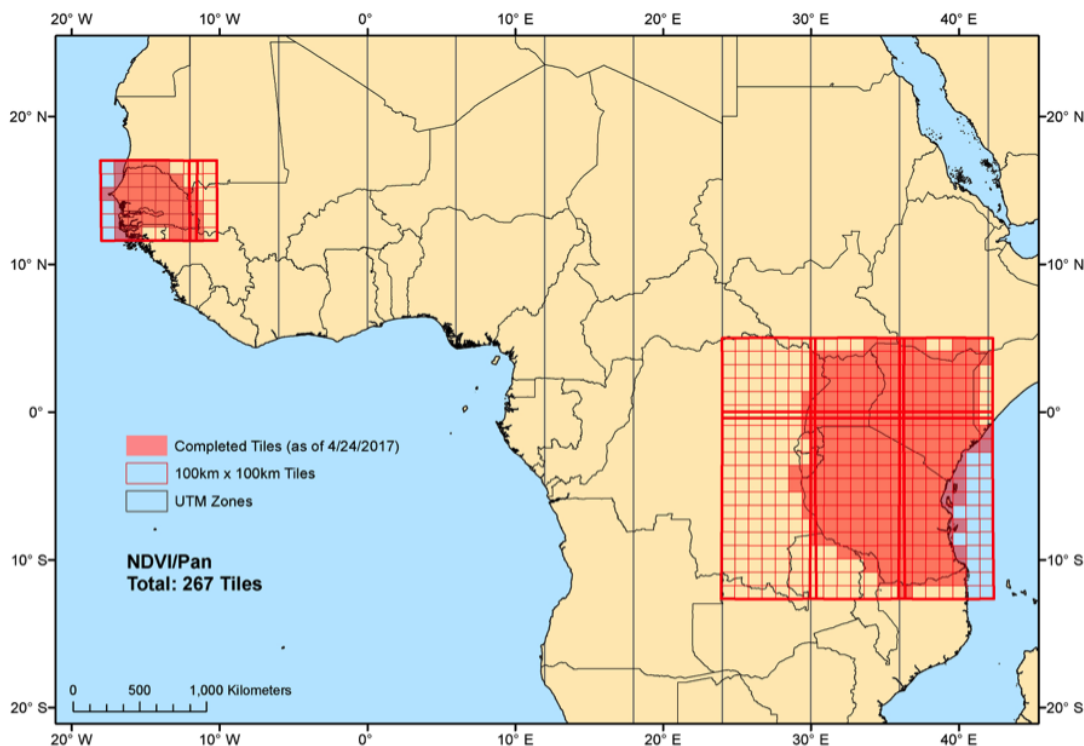 20° W 10° W 0° 10° E 20° E 30° E 40° E
20° N 20° N
10° N 10° N
0° 0°
Completed Tiles (as of 4/24/2017)
100km x 100km Tiles
UTM Zones
10° S 10° S
NDVI/Pan
Total: 267 Tiles
0 500 1,000 Kilometers
20° S 20° S
20° W 10° W 0° 10° E 20° E 30° E 40° E